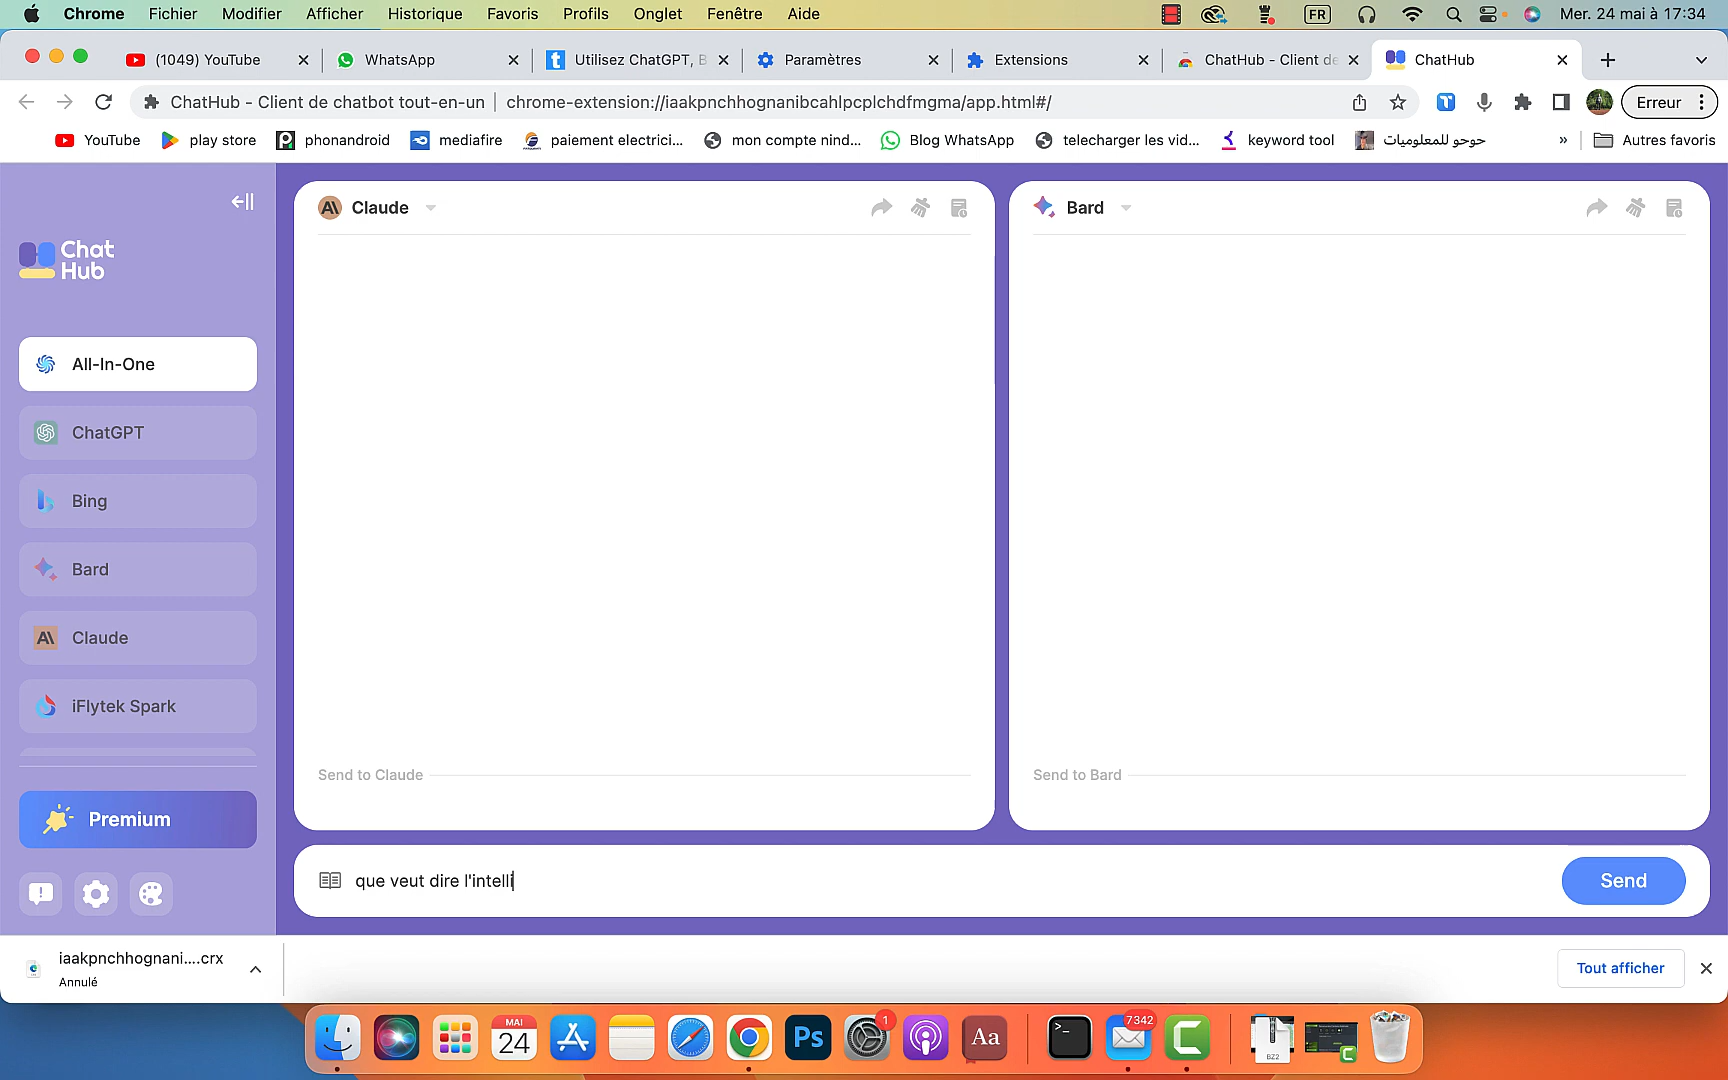 Chrome Fichier Modifier Afficher Historique Favoris Profils Onglet Fenêtre Aide FR Mer. 24 mai à 17:34
(1049) YouTube WhatsApp Utilisez ChatGPT, B Paramètres Extensions ChatHub - Client de ChatHub
ChatHub - Client de chatbot tout-en-un chrome-extension://iaakpnchhognanibcahlpcplchdfmgma/app.html#/ Erreur
YouTube play store phonandroid mediafire paiement electrici... mon compte nind... Blog WhatsApp telecharger les vid... keyword tool حوحو للمعلوميات » Autres favoris
Chat
Hub
Claude
Bard
All-In-One
ChatGPT
Bing
Bard
Claude
iFlytek Spark
Send to Claude
Send to Bard
Premium
que veut dire l'intelli
Send
iaakpnchhognani....crx
Annulé
Tout afficher
MAI
24
Ps
1
Aa
>_
7342
BZ2